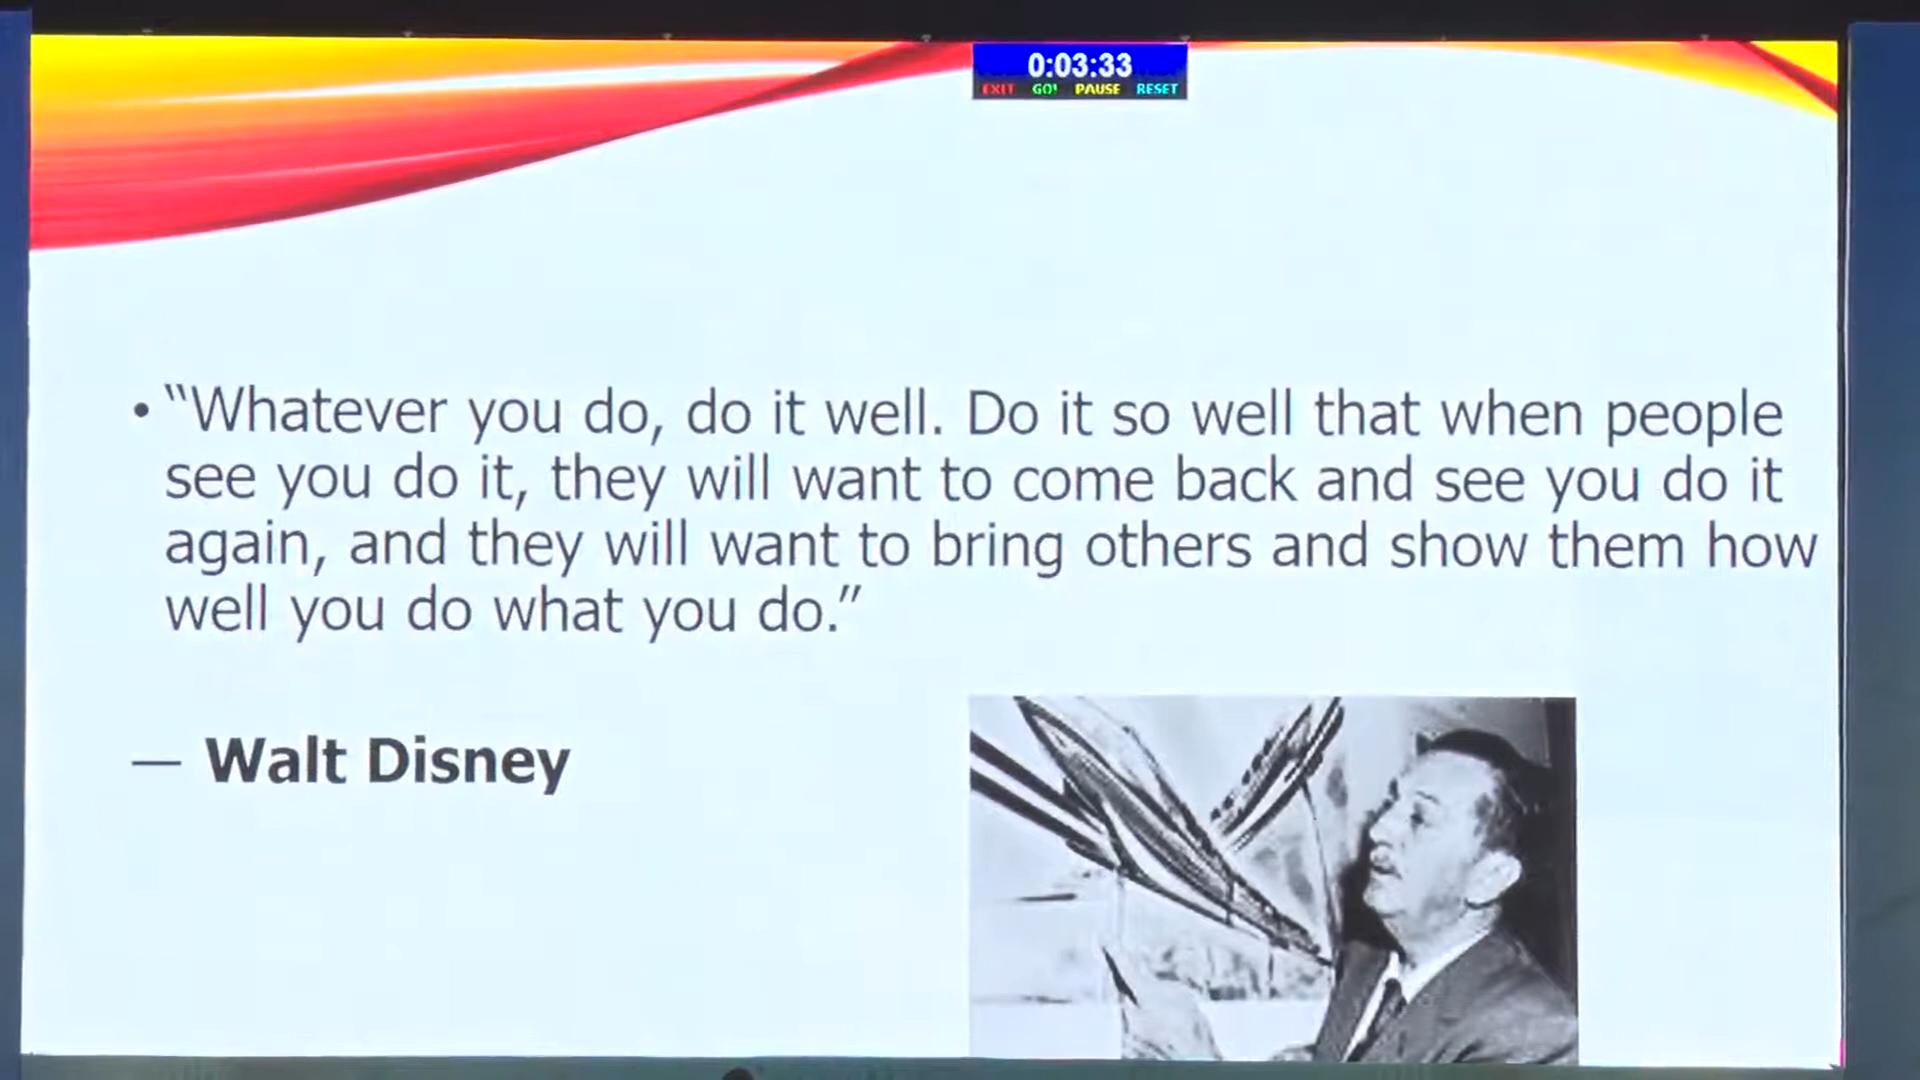 0:03:33
EXIT GO! PAUSE RESET
• “Whatever you do, do it well. Do it so well that when people
see you do it, they will want to come back and see you do it
again, and they will want to bring others and show them how
well you do what you do.”
— Walt Disney